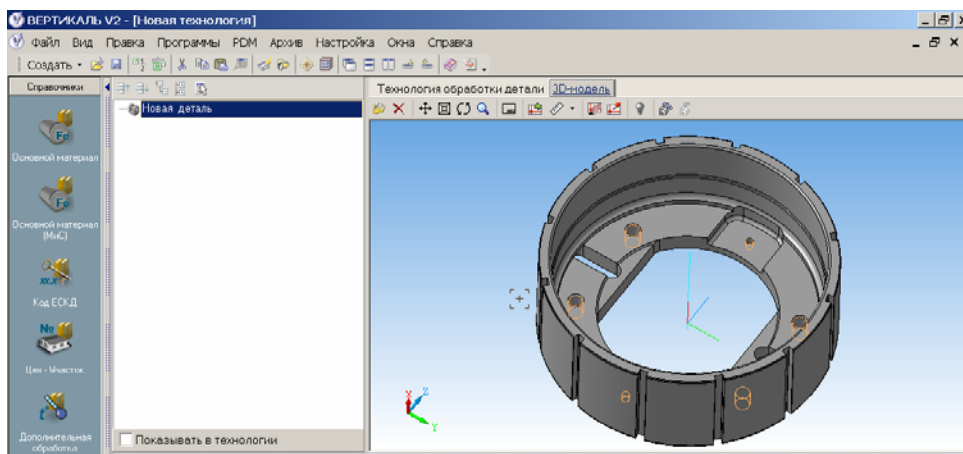 ВЕРТИКАЛЬ V2 - [Новая технология]
Файл Вид Правка Программы PDM Архив Настройка Окна Справка
Создать
Справочники
Основной материал
Основной материал
(МиС)
Код ЕСКД
Цех - Участок
Дополнительная
обработка
Новая деталь
Показывать в технологии
Технология обработки детали 3D-модель